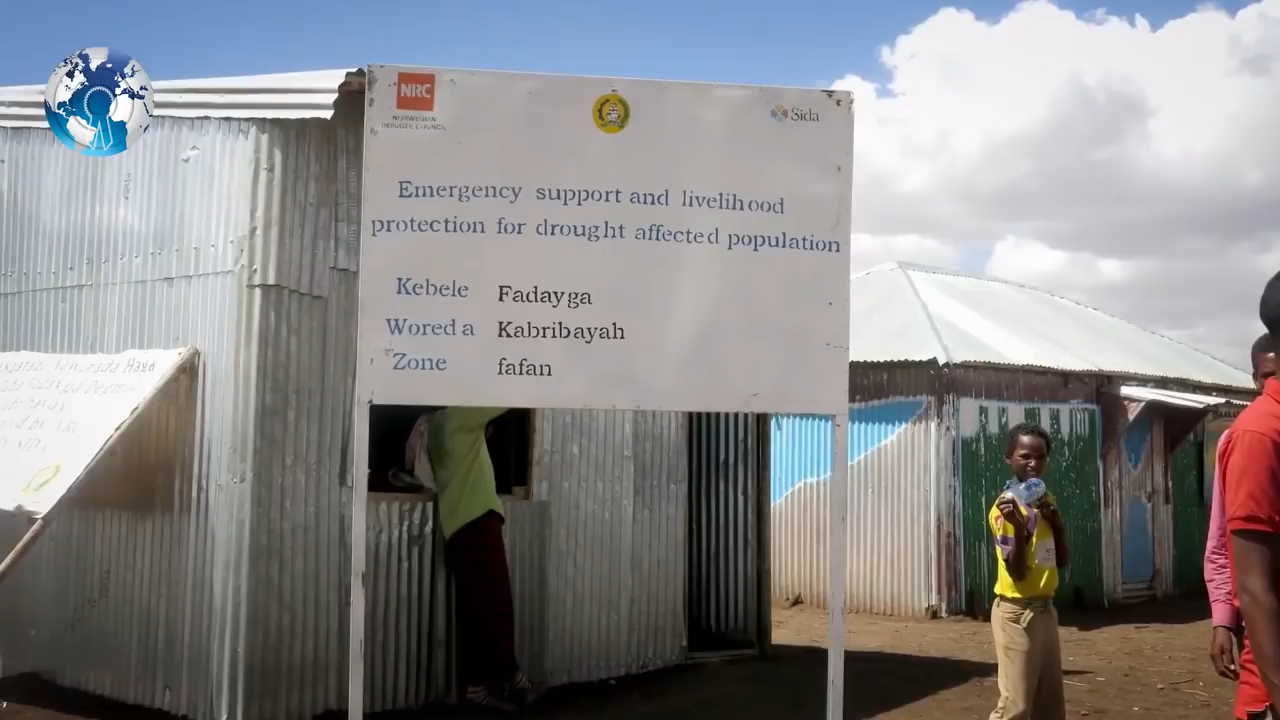 NRC
NORWEGIAN
REFUGEE COUNCIL
Sida
Emergency support and livelihood
protection for drought affected population
Kebele Fadayga
Woreda Kabribayah
Zone fafan